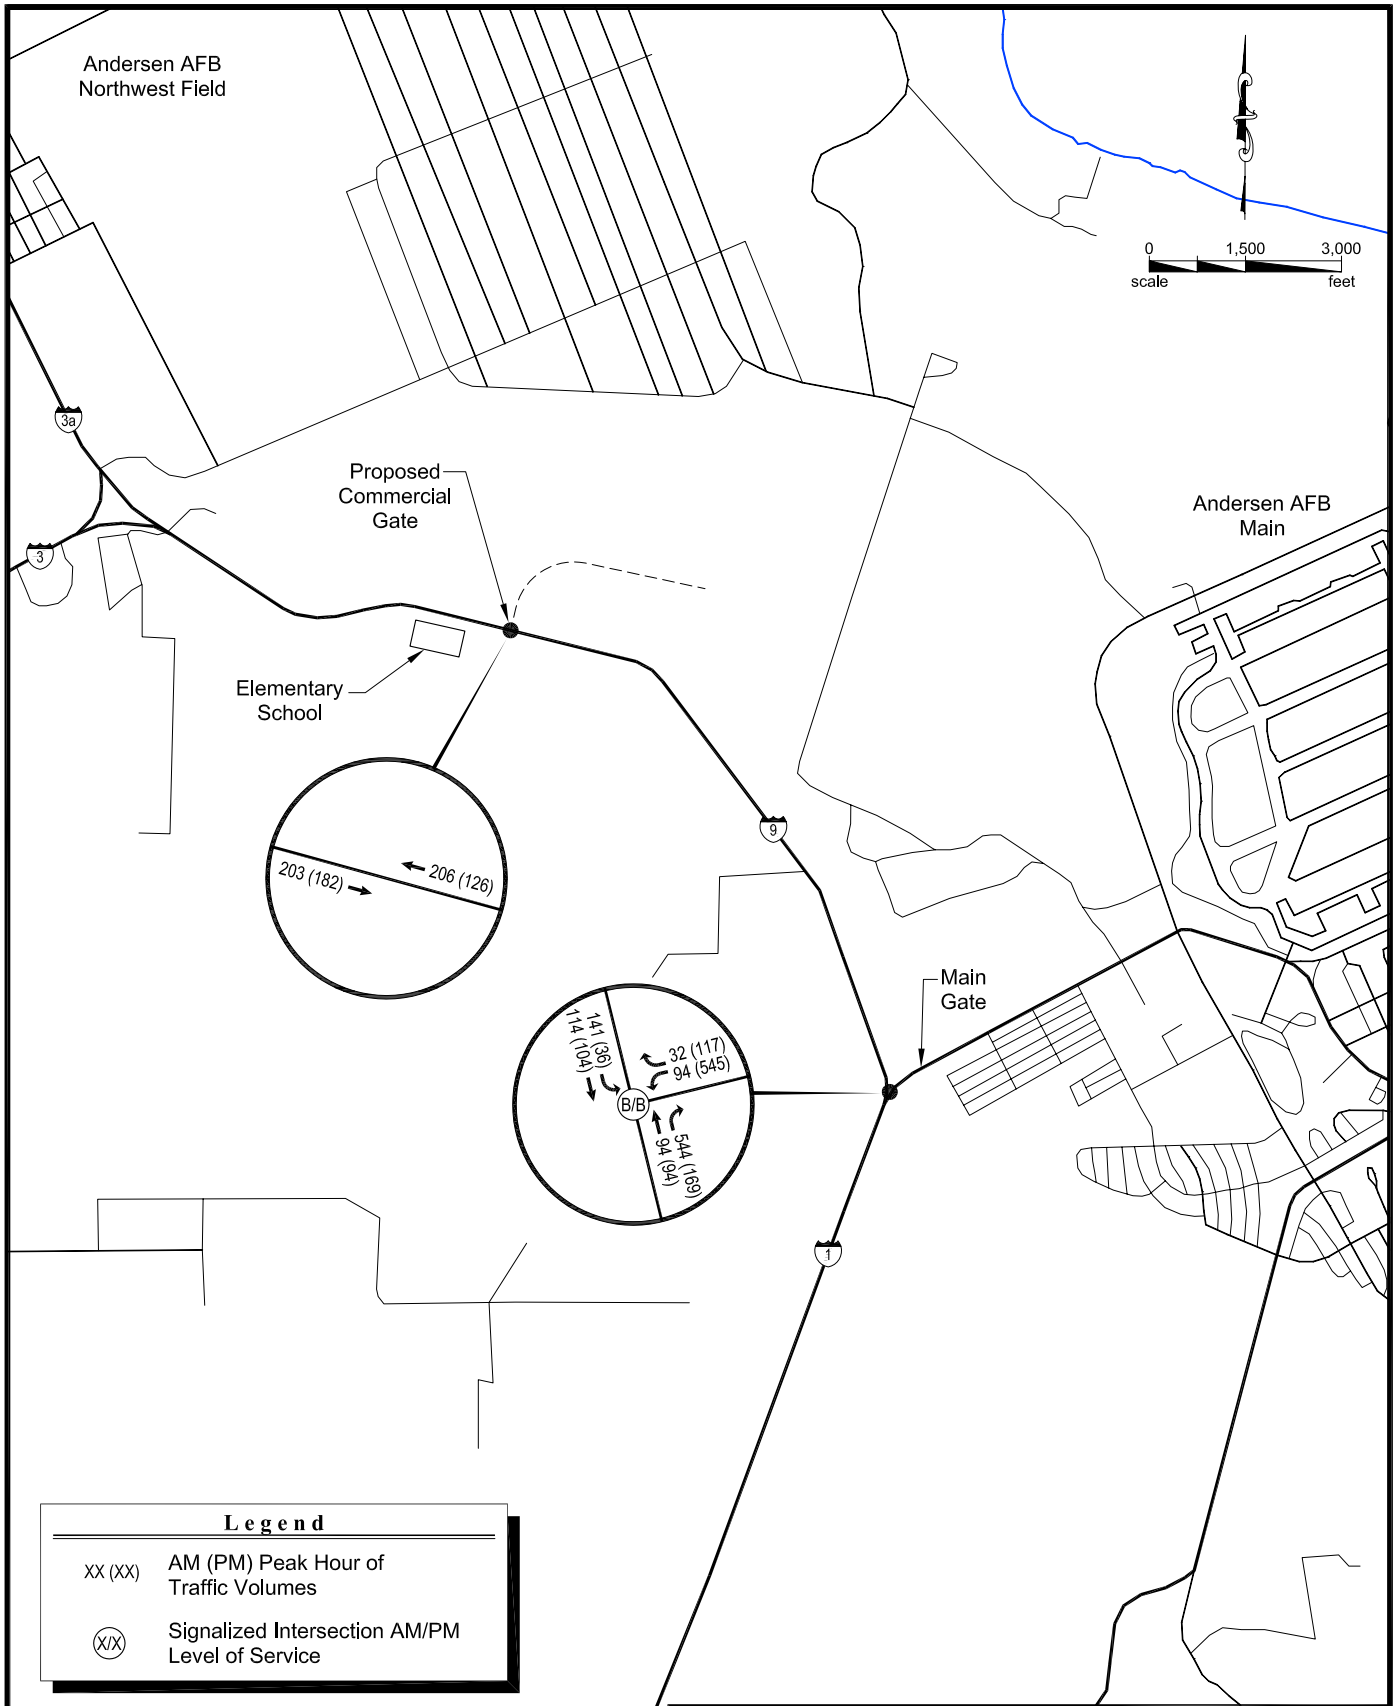 Andersen AFB
Northwest Field
0 1,500 3,000
scale feet
3a
Proposed
Commercial
Gate
Andersen AFB
Main
3
Elementary
School
9
203 (182)
206 (126)
Main
Gate
141 (36)
114 (104)
32 (117)
94 (545)
B/B
544 (169)
94 (94)
1
Legend
XX (XX) AM (PM) Peak Hour of
Traffic Volumes
X/X Signalized Intersection AM/PM
Level of Service